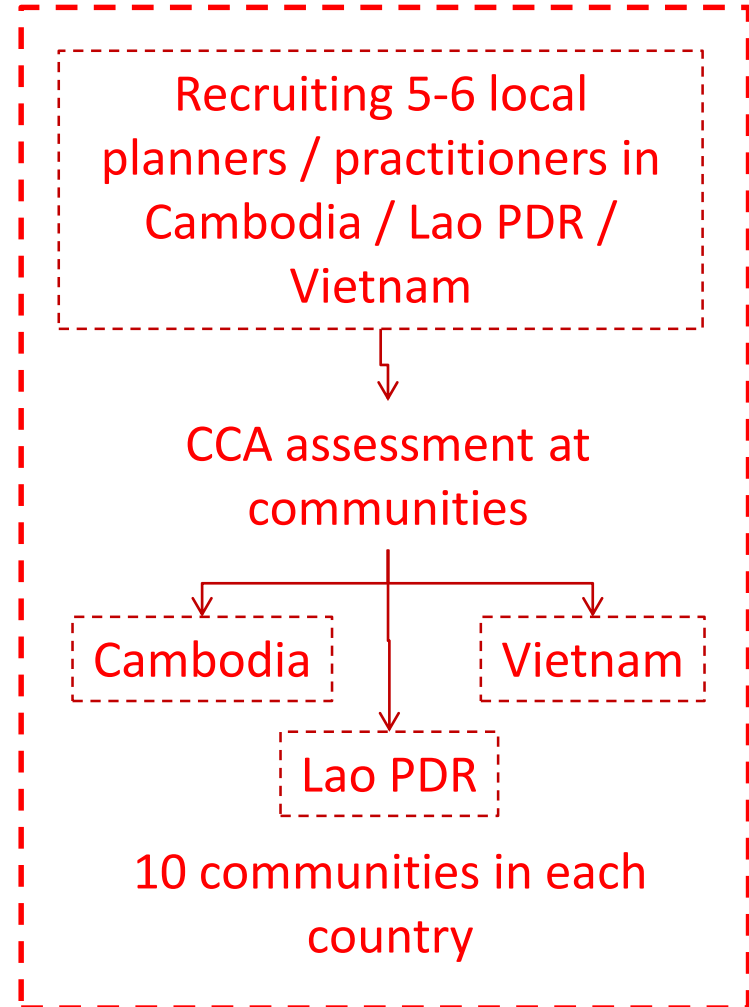 Recruiting 5-6 local
planners / practitioners in
Cambodia / Lao PDR /
Vietnam
CCA assessment at
communities
Cambodia
Vietnam
Lao PDR
10 communities in each
country